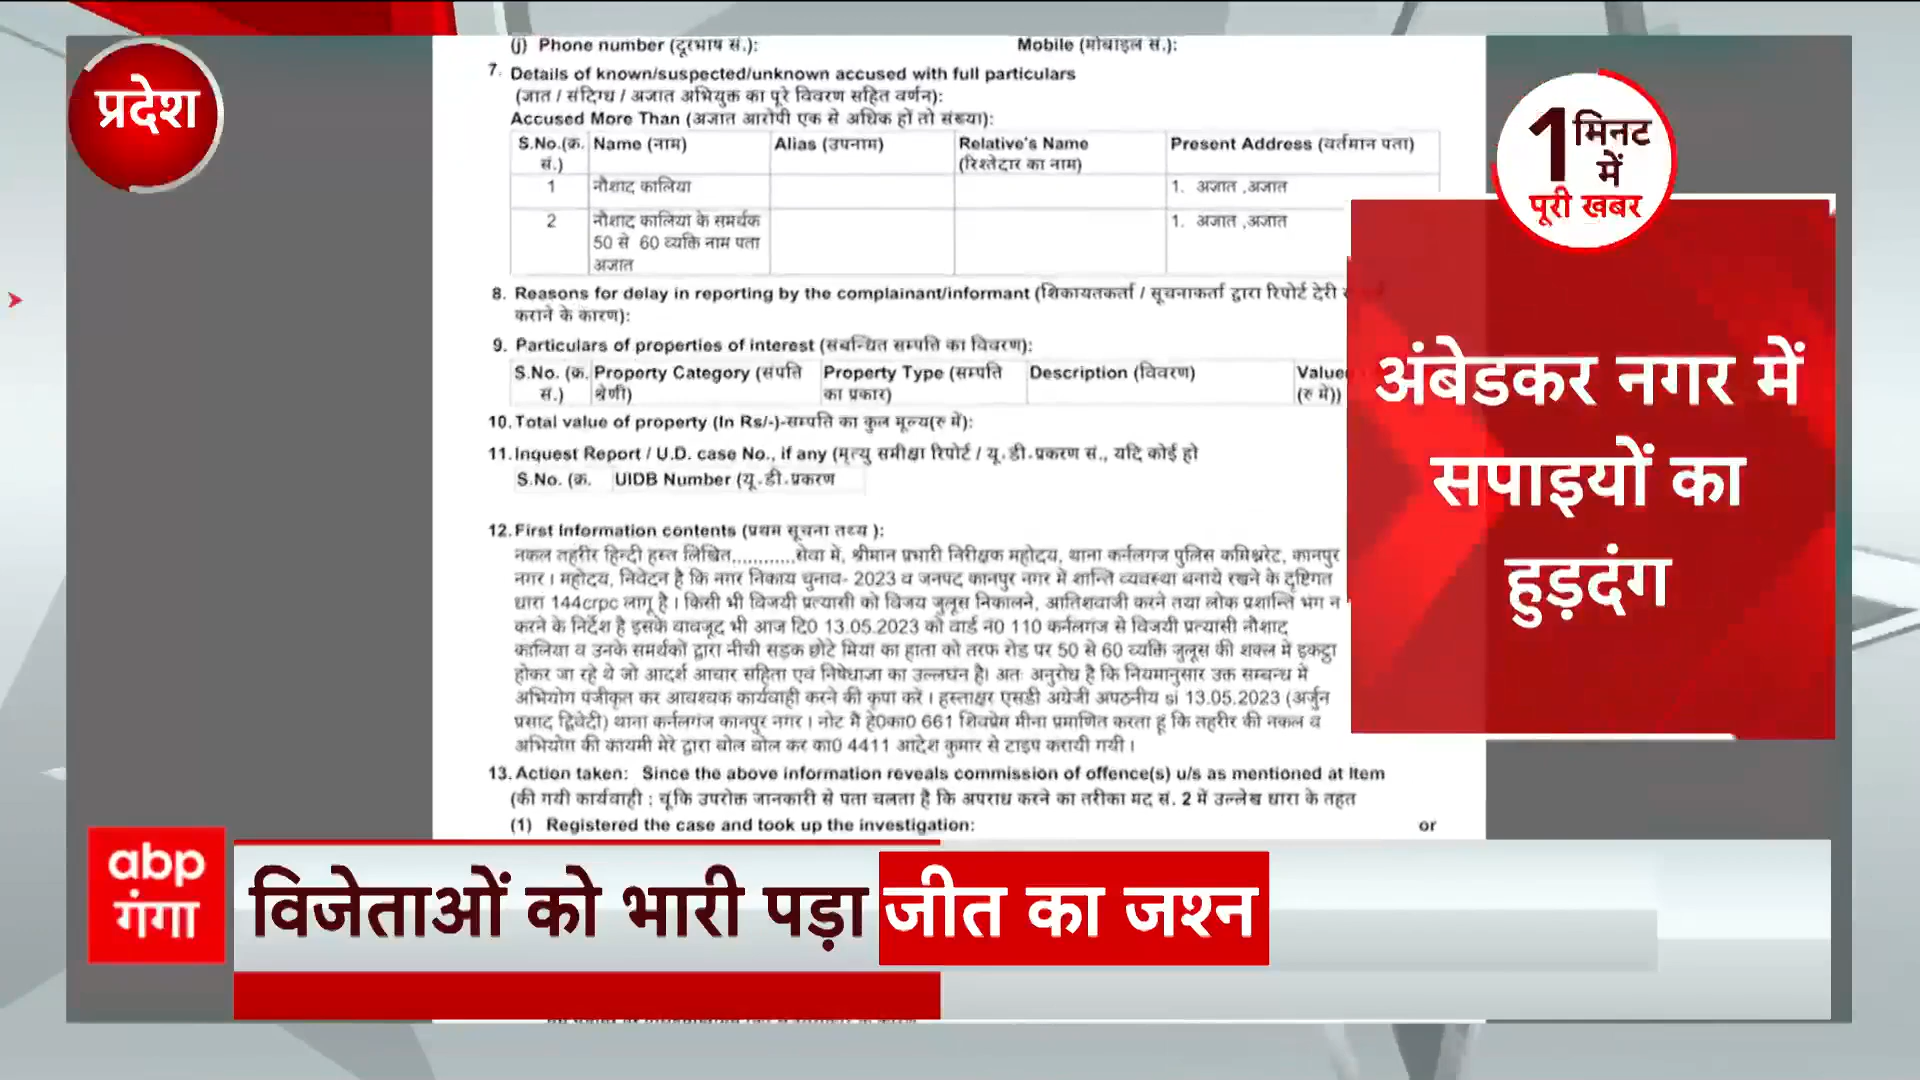 प्रदेश
(j) Phone number (दूरभाष सं.): Mobile (मोबाइल सं.):
7. Details of known/suspected/unknown accused with full particulars
(जात / संदिग्ध / अजात अभियुक्त का पूरे विवरण सहित वर्णन):
Accused More Than (अजात आरोपी एक से अधिक हों तो संख्या):
S.No.(क्र. सं.) Name (नाम) Alias (उपनाम) Relative's Name (रिश्तेदार का नाम) Present Address (वर्तमान पता)
1 नौशाद कालिया 1. अजात ,अजात
2 नौशाद कालिया के समर्थक 1. अजात ,अजात
50 से 60 व्यक्ति नाम पता
अजात
8. Reasons for delay in reporting by the complainant/informant (शिकायतकर्ता / सूचनाकर्ता द्वारा रिपोर्ट देरी
कराने के कारण):
9. Particulars of properties of interest (संबन्धित सम्पत्ति का विवरण):
S.No. (क्र. सं.) Property Category (संपत्ति श्रेणी) Property Type (सम्पत्ति का प्रकार) Description (विवरण) Value (रु में))
10. Total value of property (In Rs/-)-सम्पत्ति का कुल मूल्य(रु में):
11. Inquest Report / U.D. case No., if any (मृत्यु समीक्षा रिपोर्ट / यू.डी.प्रकरण सं., यदि कोई हो
S.No. (क्र. UIDB Number (यू.डी.प्रकरण
12. First Information contents (प्रथम सूचना तथ्य ):
नकल तहरीर हिन्दी हस्त लिखित............सेवा में, श्रीमान प्रभारी निरीक्षक महोदय, थाना कर्नलगज पुलिस कमिश्नरेट, कानपुर
नगर। महोदय, निवेदन है कि नगर निकाय चुनाव- 2023 व जनपद कानपुर नगर में शान्ति व्यवस्था बनाये रखने के दृष्टिगत
धारा 144crpc लागू है। किसी भी विजयी प्रत्यासी को विजय जुलूस निकालने, आतिशवाजी करने तथा लोक प्रशान्ति भंग न
करने के निर्देश है इसके वावजूद भी आज दि0 13.05.2023 को वार्ड नं0 110 कर्नलगंज से विजयी प्रत्यासी नौशाद
कालिया व उनके समर्थको द्वारा नीची सड़क छोटे मिया का हाता को तरफ रोड पर 50 से 60 व्यक्ति जुलूस की शक्ल में इकट्ठा
होकर जा रहे थे जो आदर्श आचार सहिता एवं निषेधाज्ञा का उल्लघन है। अतः अनुरोध है कि नियमानुसार उक्त सम्बन्ध में
अभियोग पंजीकृत कर आवश्यक कार्यवाही करने की कृपा करें। हस्ताक्षर एसडी अंग्रेजी अपठनीय si 13.05.2023 (अर्जुन
प्रसाद द्विवेदी) थाना कर्नलगंज कानपुर नगर। नोट मै हे0का0 661 शिवप्रेम मीना प्रमाणित करता हूं कि तहरीर की नकल व
अभियोग की कायमी मेरे द्वारा बोल बोल कर का0 4411 आदेश कुमार से टाइप करायी गयी।
13. Action taken: Since the above information reveals commission of offence(s) u/s as mentioned at Item
(की गयी कार्यवाही : चूंकि उपरोक्त जानकारी से पता चलता है कि अपराध करने का तरीका मद सं. 2 में उल्लेख धारा के तहत
(1) Registered the case and took up the investigation: or
1 मिनट
में
पूरी खबर
अंबेडकर नगर में
सपाइयों का
हुड़दंग
abp
गंगा
विजेताओं को भारी पड़ा जीत का जश्न